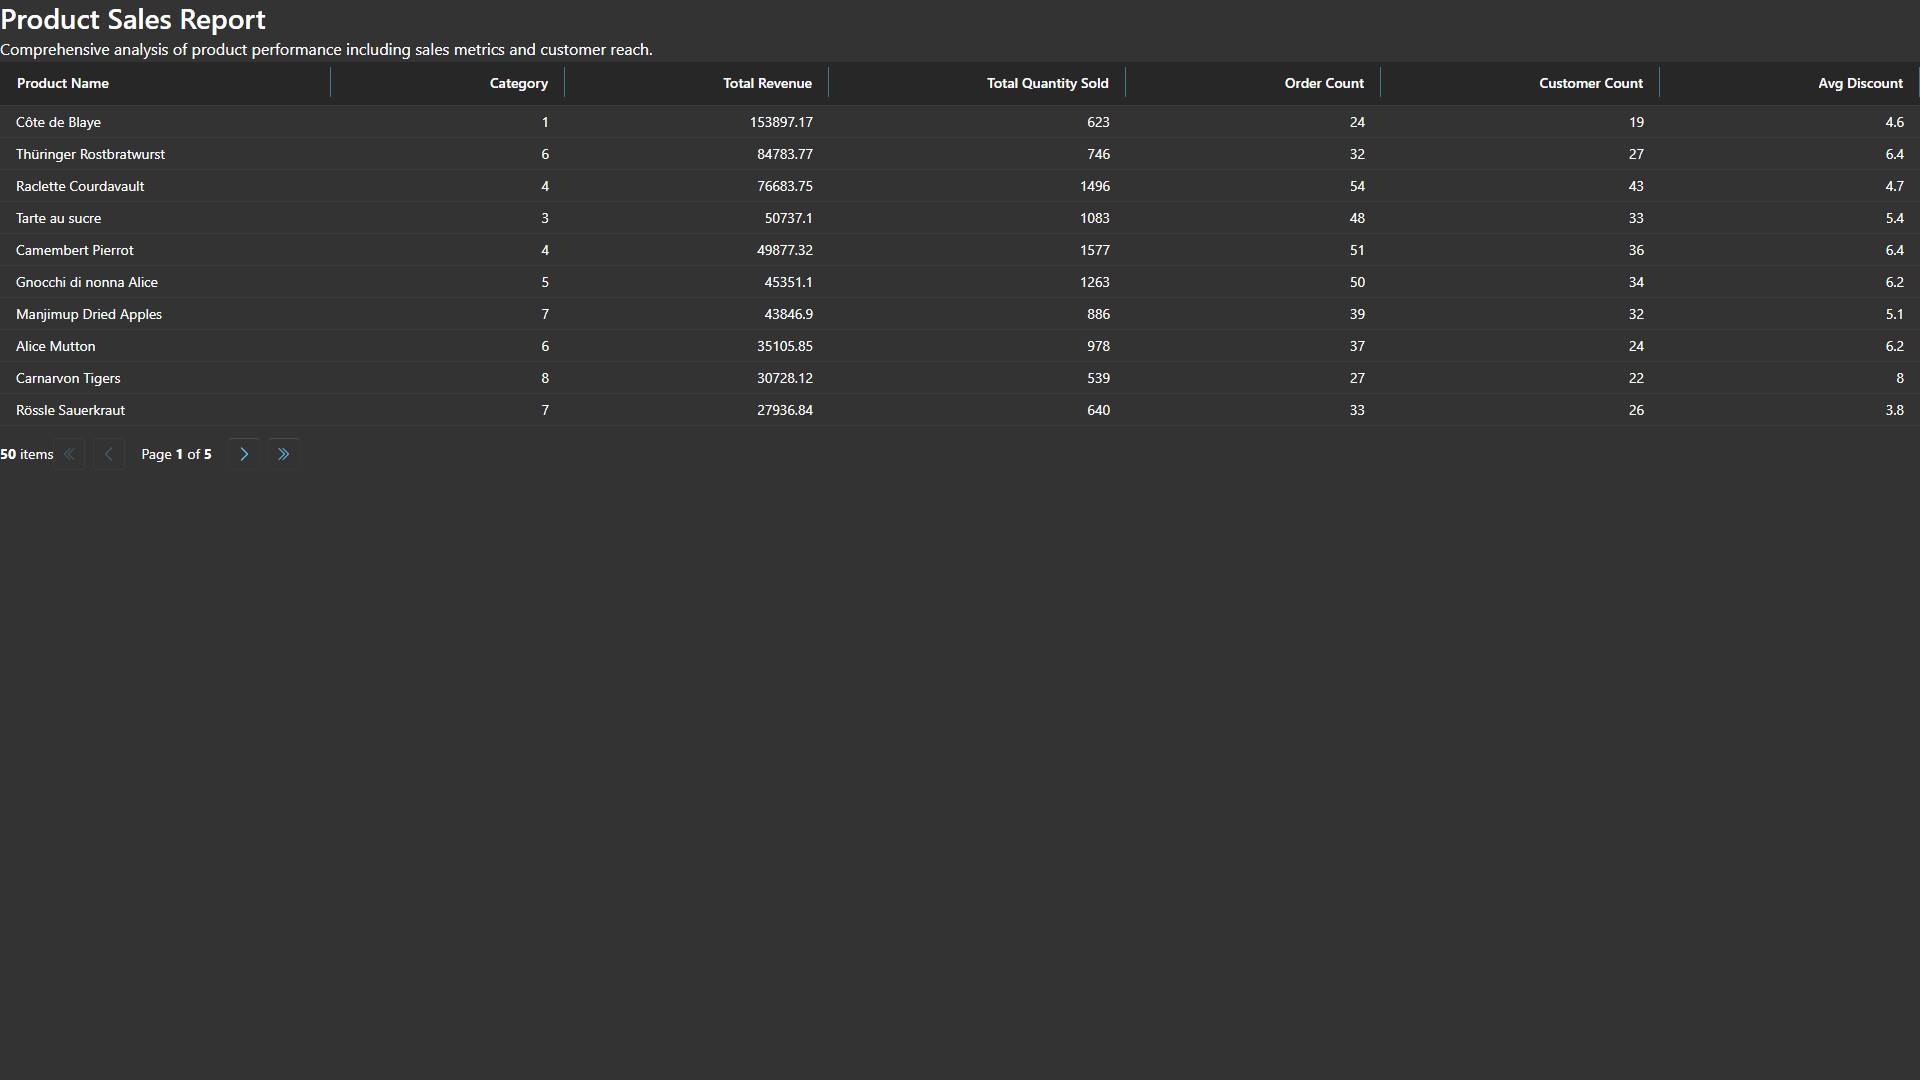 Product Sales Report
Comprehensive analysis of product performance including sales metrics and customer reach.
Product Name Category Total Revenue Total Quantity Sold Order Count Customer Count Avg Discount
Côte de Blaye 1 153897.17 623 24 19 4.6
Thüringer Rostbratwurst 6 84783.77 746 32 27 6.4
Raclette Courdavault 4 76683.75 1496 54 43 4.7
Tarte au sucre 3 50737.1 1083 48 33 5.4
Camembert Pierrot 4 49877.32 1577 51 36 6.4
Gnocchi di nonna Alice 5 45351.1 1263 50 34 6.2
Manjimup Dried Apples 7 43846.9 886 39 32 5.1
Alice Mutton 6 35105.85 978 37 24 6.2
Carnarvon Tigers 8 30728.12 539 27 22 8
Rössle Sauerkraut 7 27936.84 640 33 26 3.8
50 items Page 1 of 5